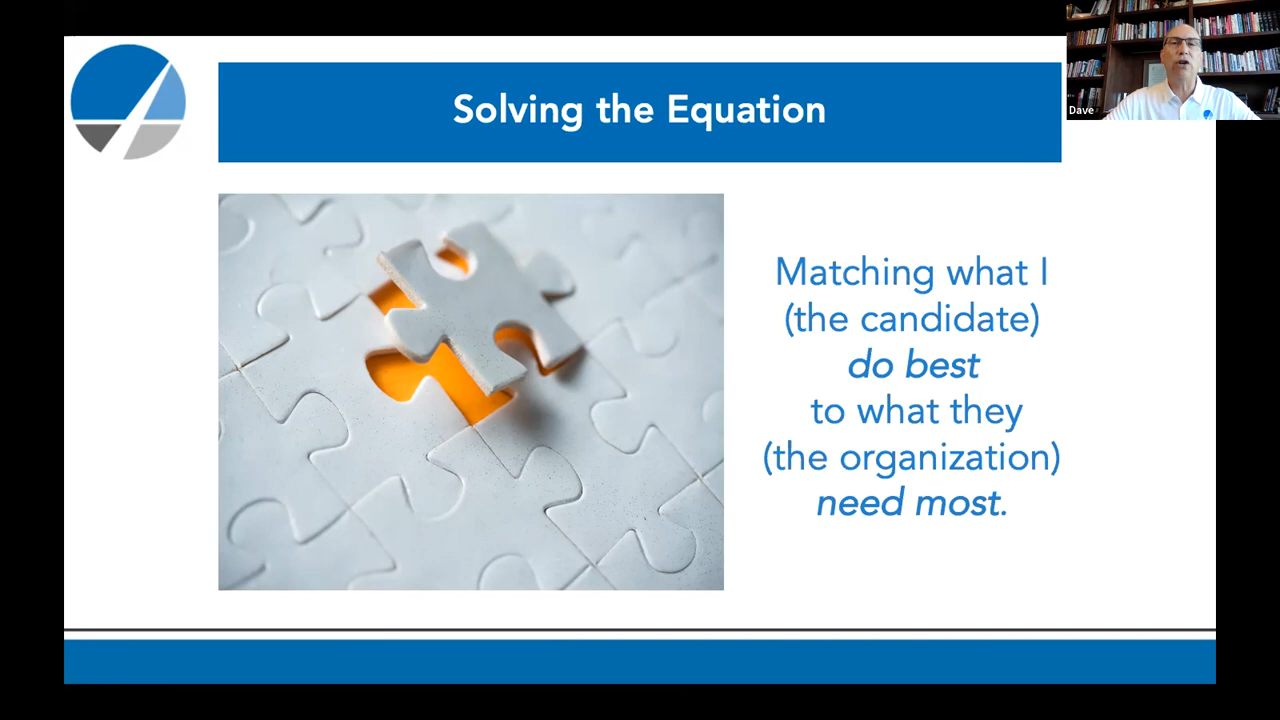 Solving the Equation
Dave
Matching what I
(the candidate)
do best
to what they
(the organization)
need most.